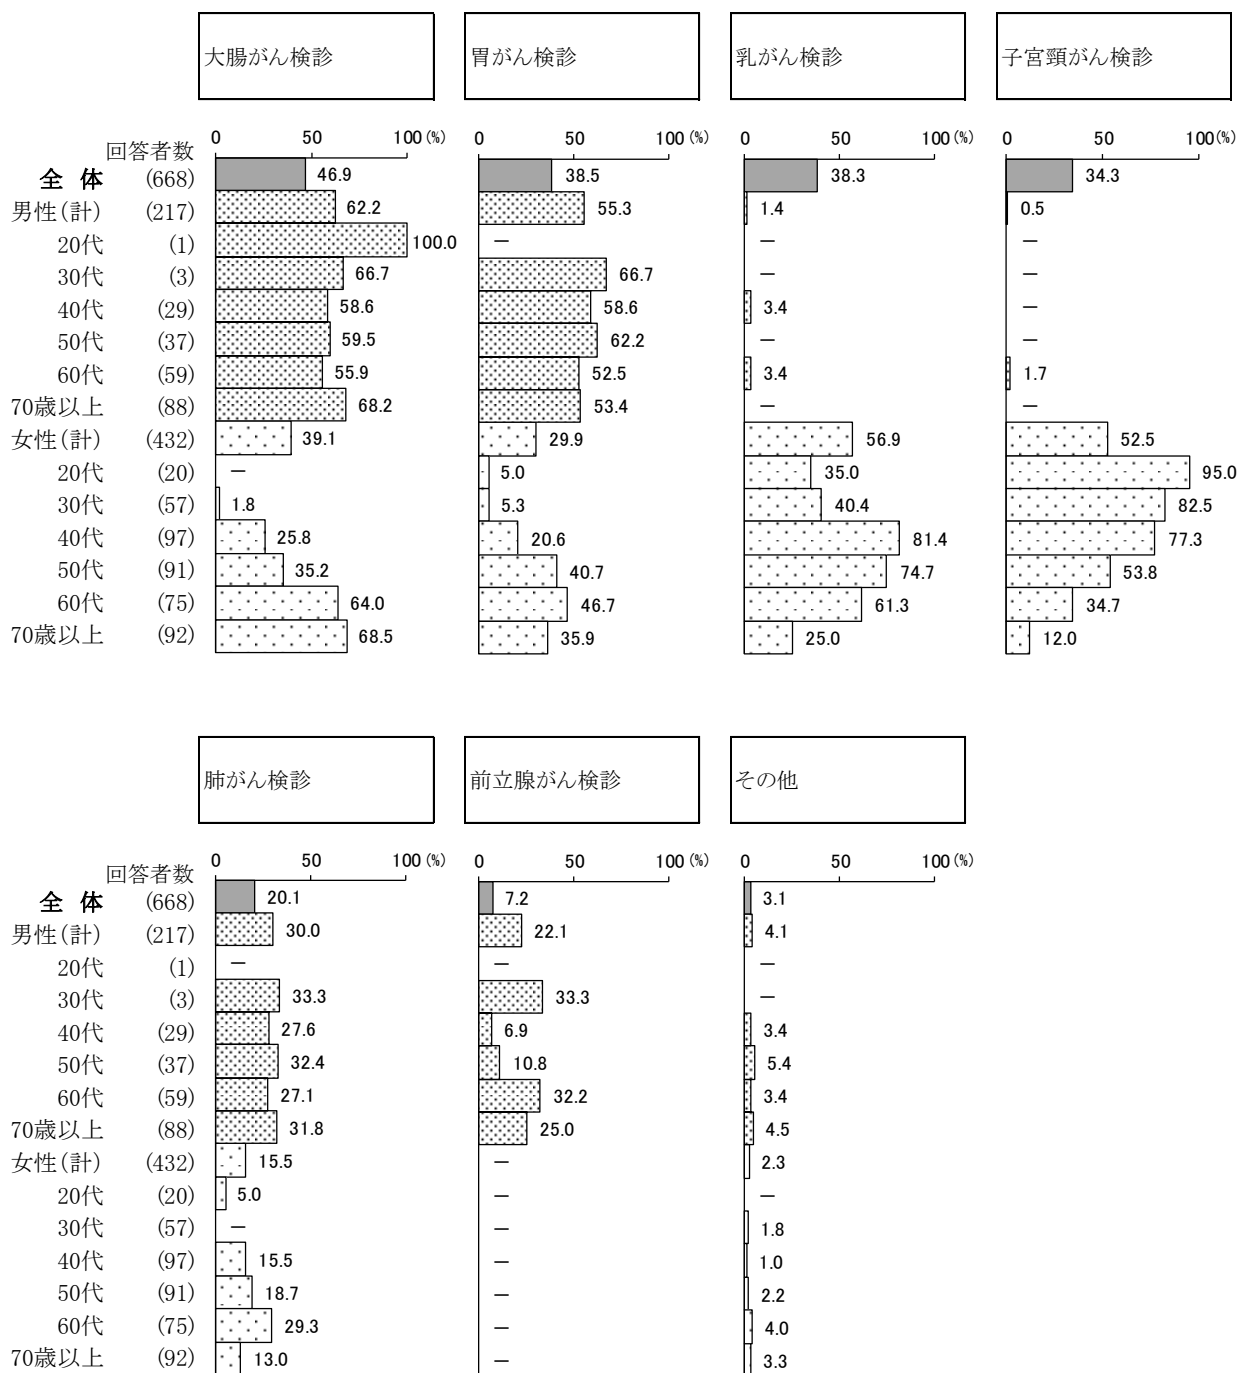 大腸がん検診 胃がん検診 乳がん検診 子宮頸がん検診
0 50 100 (%) 0 50 100 (%) 0 50 100 (%) 0 50 100 (%)
回答者数
全 体 (668) 46.9 38.5 38.3 34.3
男性(計) (217) 62.2 55.3 1.4 0.5
20代 (1) 100.0 — — —
30代 (3) 66.7 66.7 — —
40代 (29) 58.6 58.6 3.4 —
50代 (37) 59.5 62.2 — —
60代 (59) 55.9 52.5 3.4 1.7
70歳以上 (88) 68.2 53.4 — —
女性(計) (432) 39.1 29.9 56.9 52.5
20代 (20) — 5.0 35.0 95.0
30代 (57) 1.8 5.3 40.4 82.5
40代 (97) 25.8 20.6 81.4 77.3
50代 (91) 35.2 40.7 74.7 53.8
60代 (75) 64.0 46.7 61.3 34.7
70歳以上 (92) 68.5 35.9 25.0 12.0
肺がん検診 前立腺がん検診 その他
0 50 100 (%) 0 50 100 (%) 0 50 100 (%)
回答者数
全 体 (668) 20.1 7.2 3.1
男性(計) (217) 30.0 22.1 4.1
20代 (1) — — —
30代 (3) 33.3 33.3 —
40代 (29) 27.6 6.9 3.4
50代 (37) 32.4 10.8 5.4
60代 (59) 27.1 32.2 3.4
70歳以上 (88) 31.8 25.0 4.5
女性(計) (432) 15.5 — 2.3
20代 (20) 5.0 — —
30代 (57) — — 1.8
40代 (97) 15.5 — 1.0
50代 (91) 18.7 — 2.2
60代 (75) 29.3 — 4.0
70歳以上 (92) 13.0 — 3.3